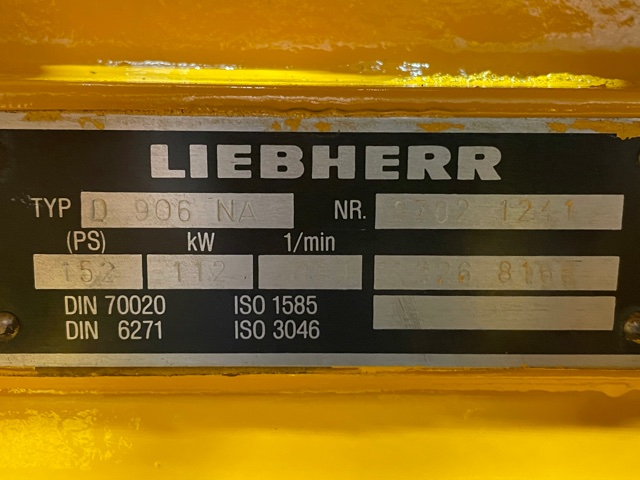 LIEBHERR
TYP D 906 NA NR. 1241
(PS) kW 1/min
152 112
DIN 70020 ISO 1585
DIN 6271 ISO 3046